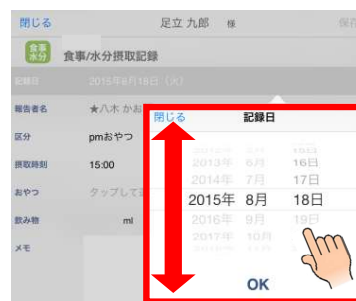 閉じる 足立 九郎 様 保存
食事水分 食事/水分摂取記録
記録日 2015年8月18日（火）
報告者名 ★八木 かお
区分 pmおやつ
摂取時刻 15:00
おやつ タップして
飲み物 ml
メモ
閉じる 記録日
2013年 6月 16日
2014年 7月 17日
2015年 8月 18日
2016年 9月 19日
2017年 10月
OK